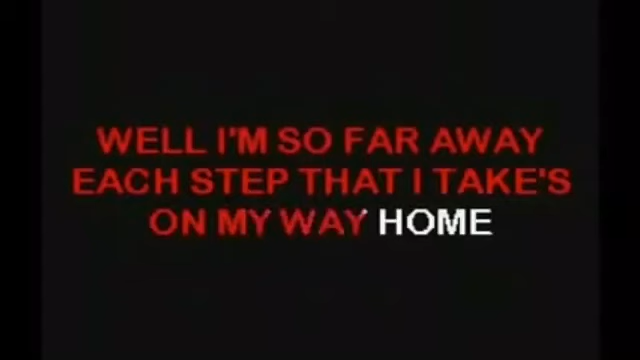 WELL I'M SO FAR AWAY
EACH STEP THAT I TAKE'S
ON MY WAY HOME